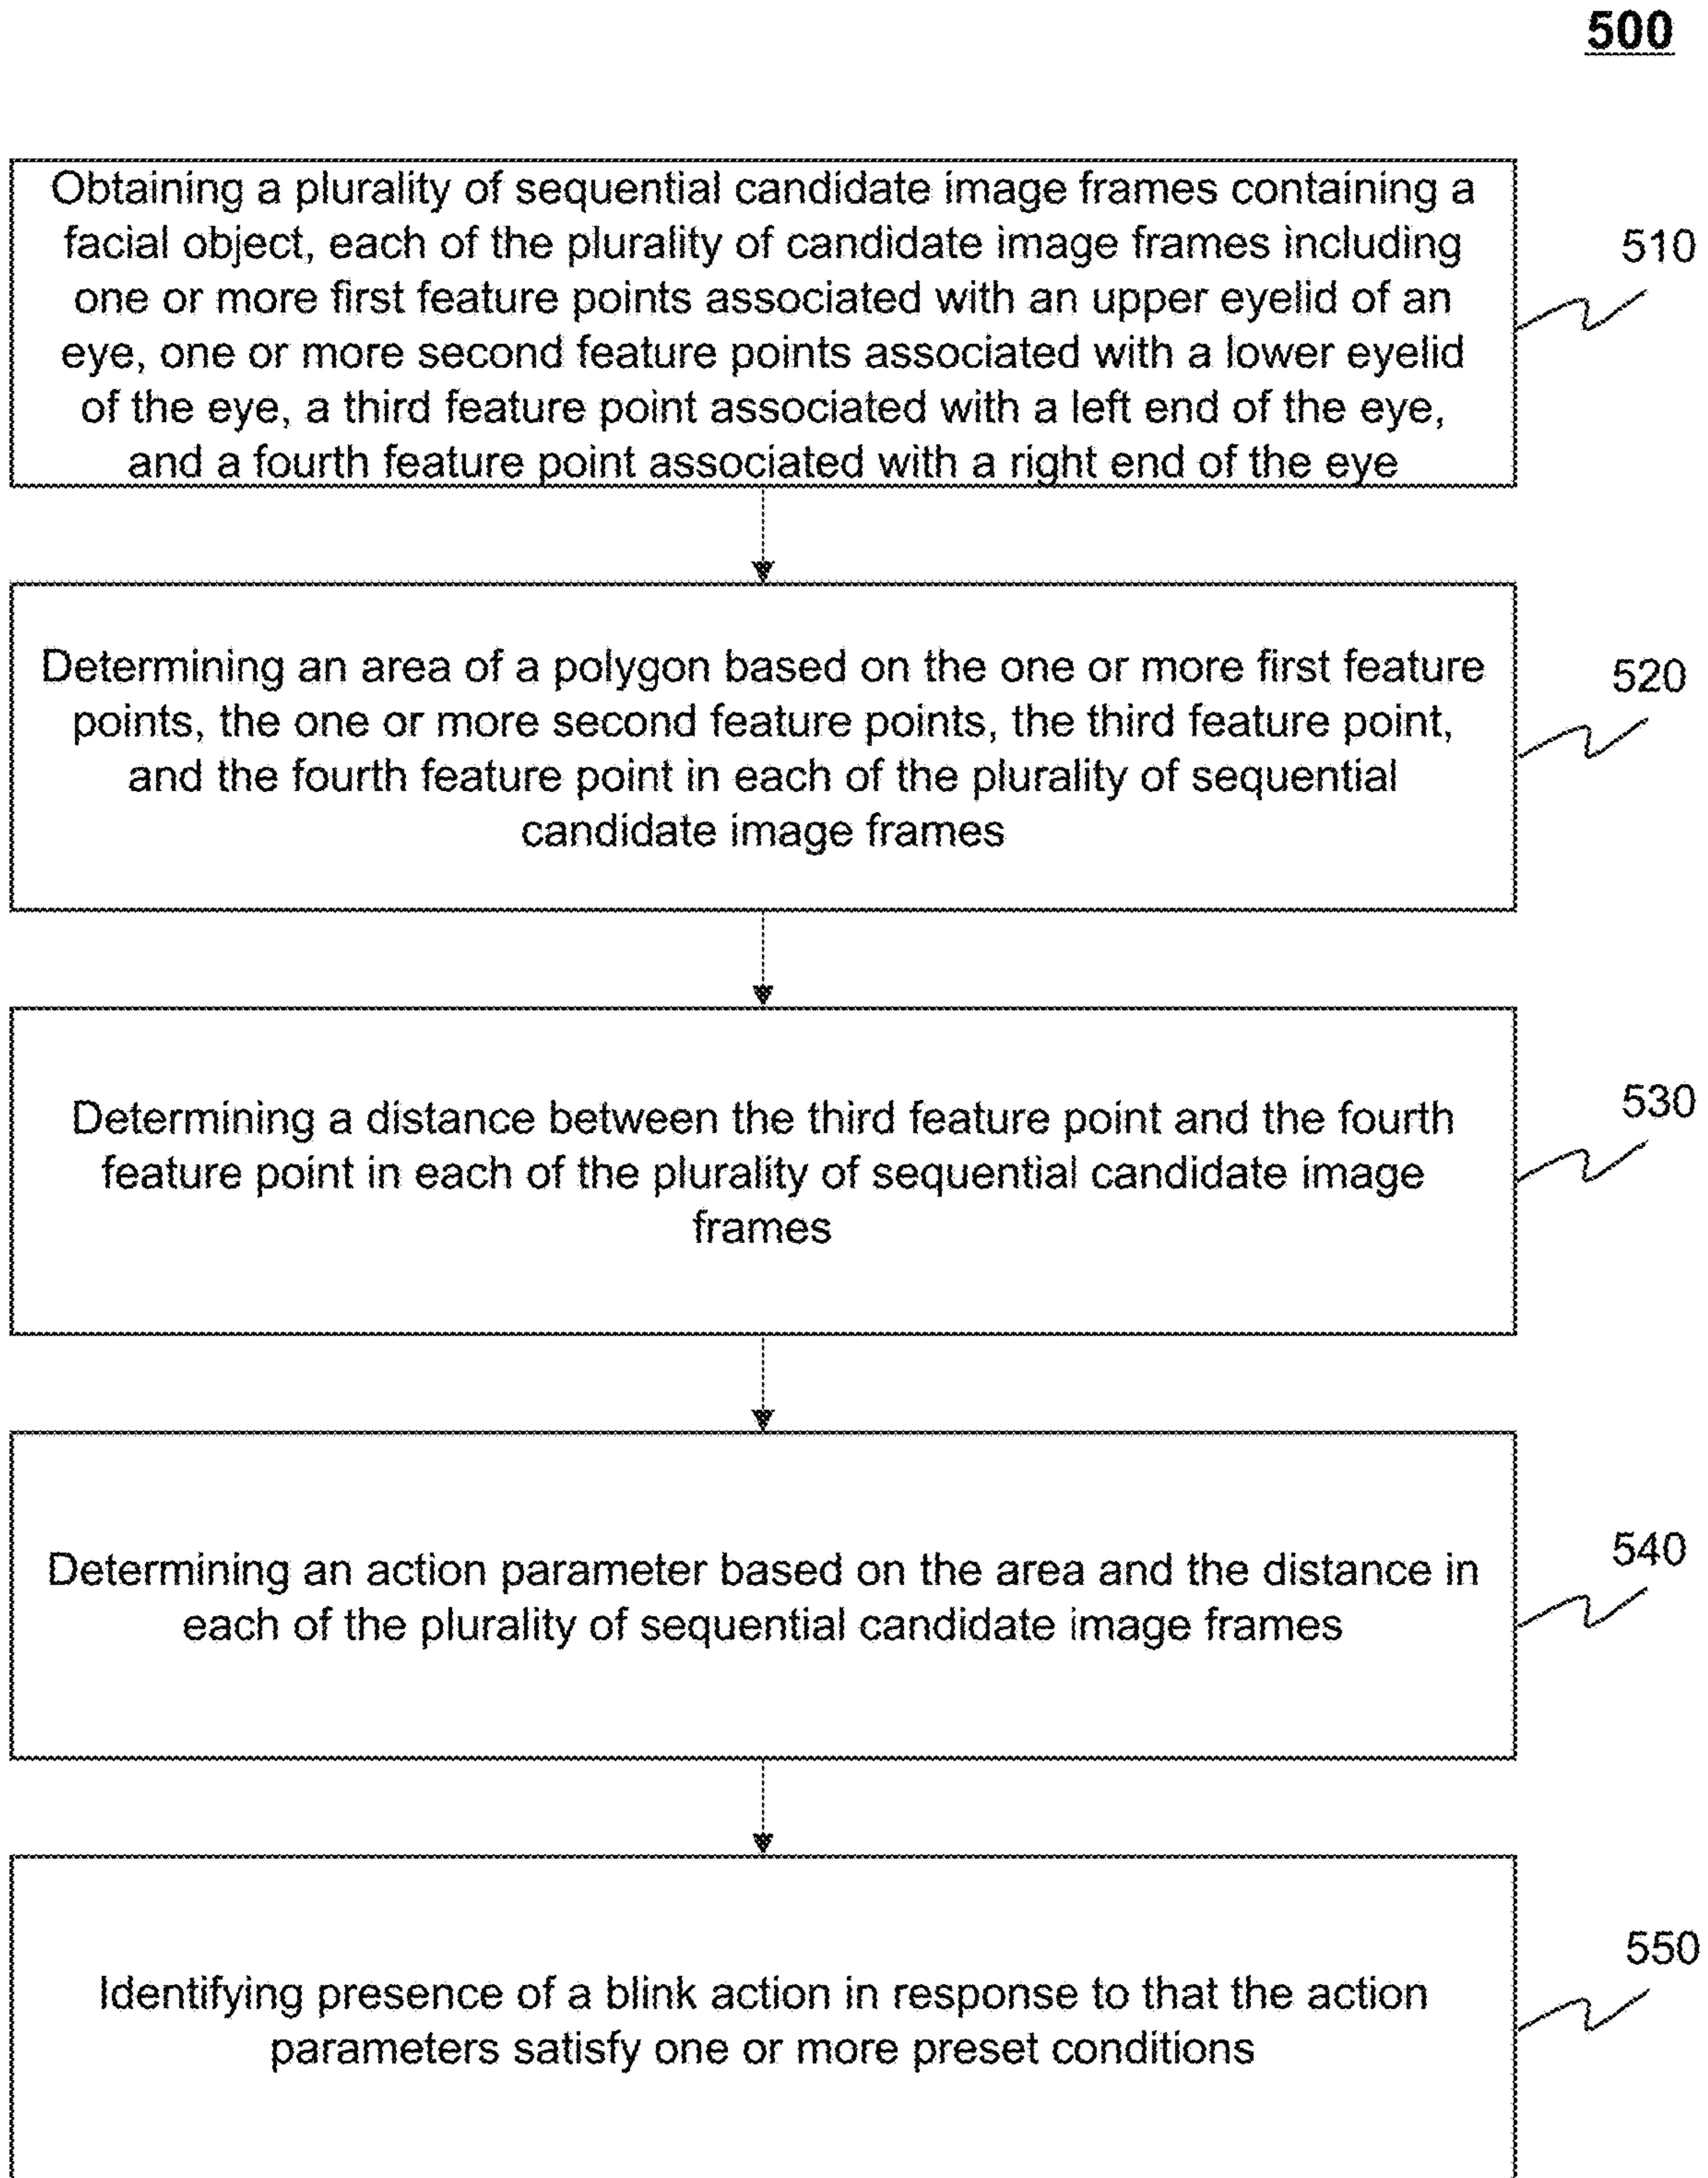 500
Obtaining a plurality of sequential candidate image frames containing a
facial object, each of the plurality of candidate image frames including
one or more first feature points associated with an upper eyelid of an
eye, one or more second feature points associated with a lower eyelid
of the eye, a third feature point associated with a left end of the eye,
and a fourth feature point associated with a right end of the eye
510
Determining an area of a polygon based on the one or more first feature
points, the one or more second feature points, the third feature point,
and the fourth feature point in each of the plurality of sequential
candidate image frames
520
Determining a distance between the third feature point and the fourth
feature point in each of the plurality of sequential candidate image
frames
530
Determining an action parameter based on the area and the distance in
each of the plurality of sequential candidate image frames
540
Identifying presence of a blink action in response to that the action
parameters satisfy one or more preset conditions
550